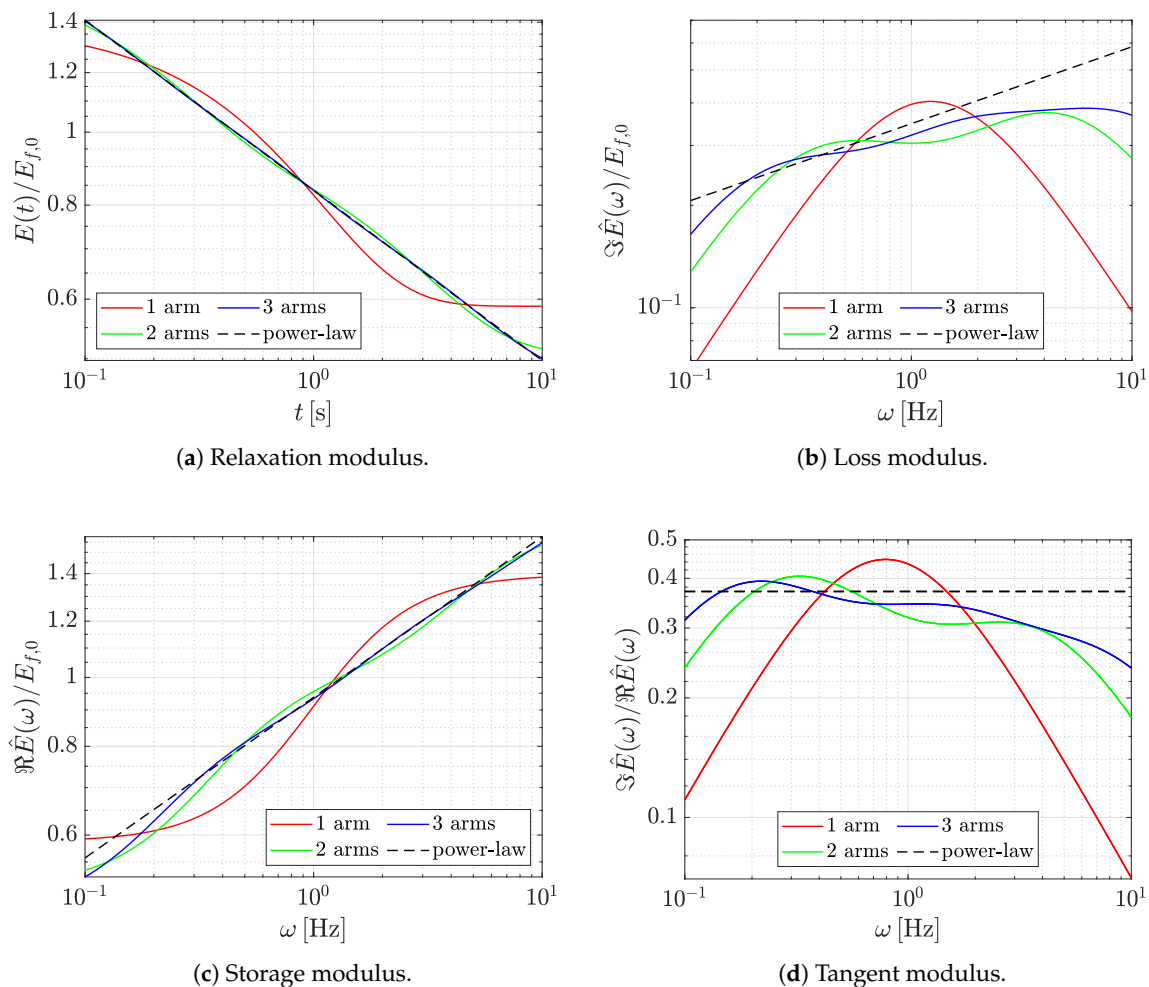 1.4
1.2
1
0.8
0.6
E(t)/E_{f,0}
1 arm
3 arms
2 arms
power-law
10^{-1}
10^{0}
10^{1}
t [s]
(a) Relaxation modulus.
10^{-1}
ℑÊ(ω)/E_{f,0}
1 arm
3 arms
2 arms
power-law
10^{-1}
10^{0}
10^{1}
ω [Hz]
(b) Loss modulus.
1.4
1.2
1
0.8
0.6
ℜÊ(ω)/E_{f,0}
1 arm
3 arms
2 arms
power-law
10^{-1}
10^{0}
10^{1}
ω [Hz]
(c) Storage modulus.
0.5
0.4
0.3
0.2
0.1
ℑÊ(ω)/ℜÊ(ω)
1 arm
3 arms
2 arms
power-law
10^{-1}
10^{0}
10^{1}
ω [Hz]
(d) Tangent modulus.